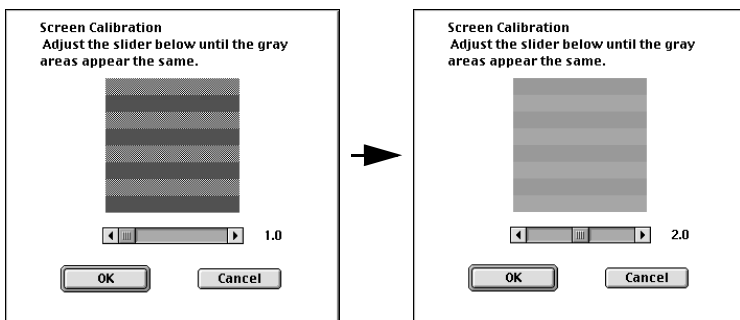 Screen Calibration
Adjust the slider below until the gray
areas appear the same.
1.0
OK
Cancel
Screen Calibration
Adjust the slider below until the gray
areas appear the same.
2.0
OK
Cancel